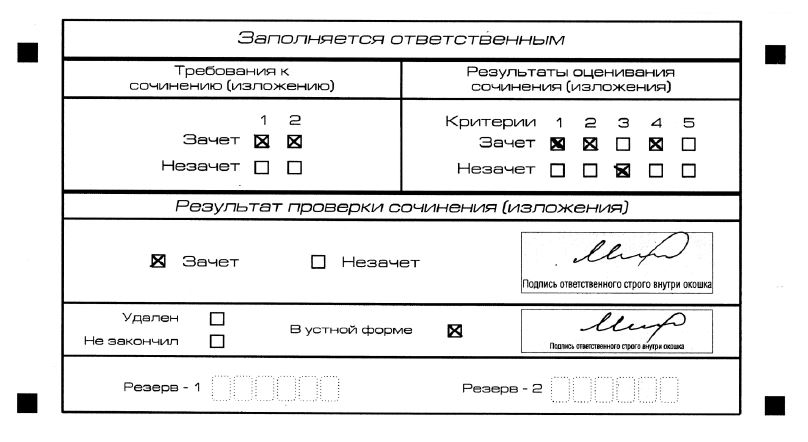 Заполняется ответственным
Требования к
сочинению (изложению)
1 2
Зачет
Незачет
Результаты оценивания
сочинения (изложения)
Критерии 1 2 3 4 5
Зачет
Незачет
Результат проверки сочинения (изложения)
Зачет Незачет
Подпись ответственного строго внутри окошка
Удален
Не закончил
В устной форме
Подпись ответственного строго внутри окошка
Резерв - 1 Резерв - 2